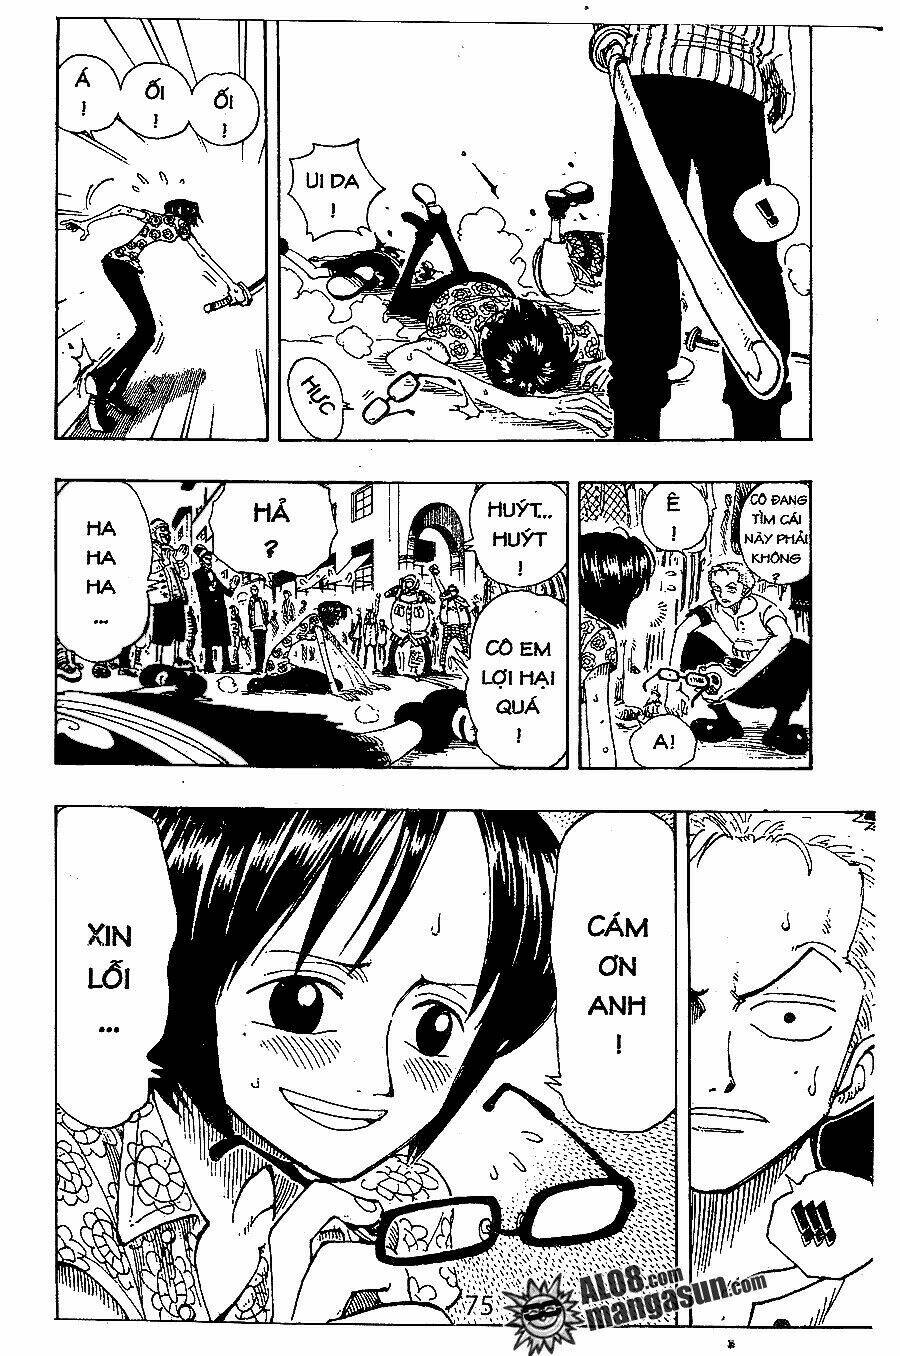 Á
!
ỐI
!
ỐI
!
UI DA
!
HỰC
!!
HA
HA
HA
...
HẢ
?
HUÝT...
HUÝT
!
CÔ EM
LỢI HẠI
QUÁ
!
Ê
!
CÔ ĐANG
TÌM CÁI
NÀY PHẢI
KHÔNG
?
A!
XIN
LỖI
...
CÁM
ƠN
ANH
!
!!!
75
ALO8.com
mangasun.com